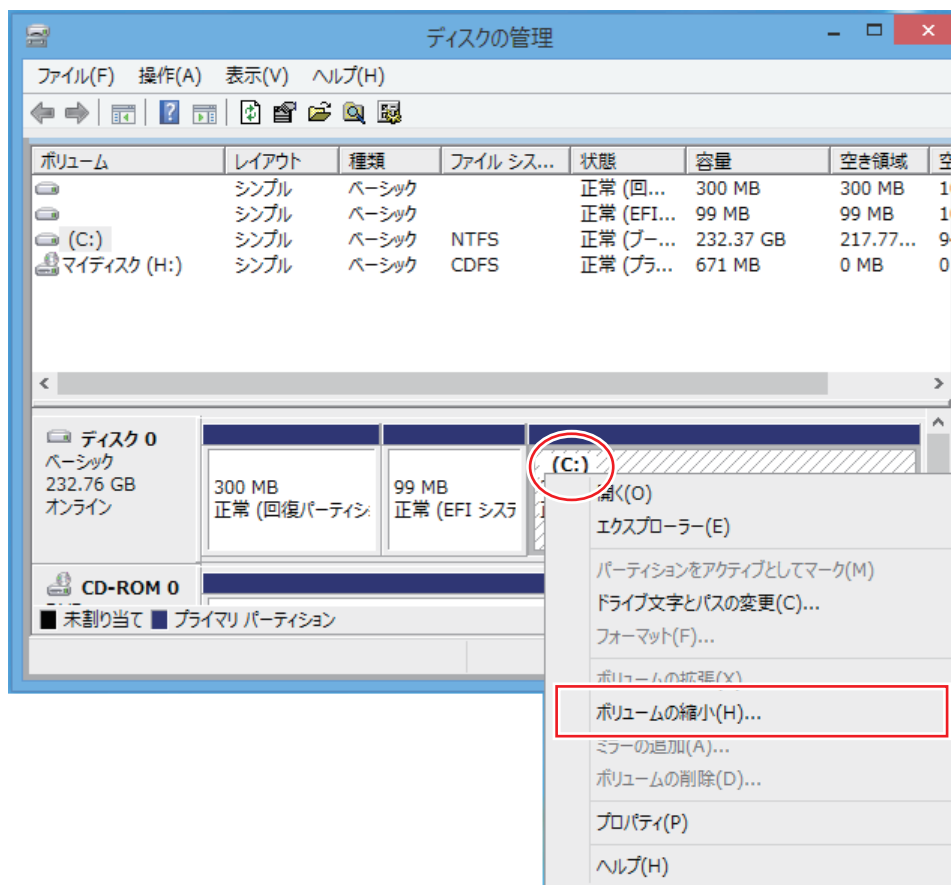 ディスクの管理
ファイル(F) 操作(A) 表示(V) ヘルプ(H)
ボリューム レイアウト 種類 ファイル シス... 状態 容量 空き領域
シンプル ベーシック 正常 (回... 300 MB 300 MB
シンプル ベーシック 正常 (EFI... 99 MB 99 MB
(C:) シンプル ベーシック NTFS 正常 (ブー... 232.37 GB 217.77...
マイディスク (H:) シンプル ベーシック CDFS 正常 (プラ... 671 MB 0 MB
ディスク 0
ベーシック
232.76 GB
オンライン
300 MB
正常 (回復パーティシ
99 MB
正常 (EFI システ
(C:)
開く(O)
エクスプローラー(E)
パーティションをアクティブとしてマーク(M)
ドライブ文字とパスの変更(C)...
フォーマット(F)...
ボリュームの拡張(X)
ボリュームの縮小(H)...
ミラーの追加(A)...
ボリュームの削除(D)...
プロパティ(P)
ヘルプ(H)
CD-ROM 0
未割り当て プライマリ パーティション